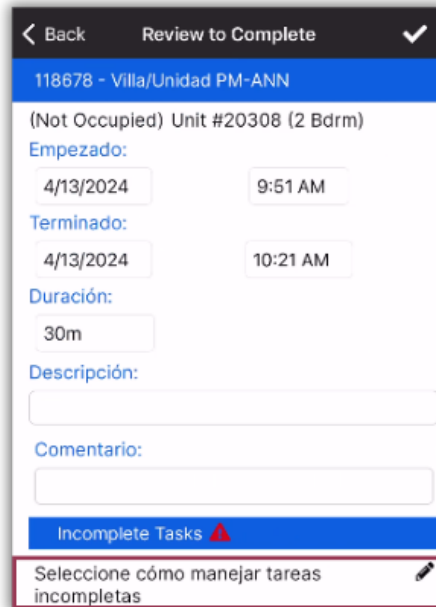 Back Review to Complete
118678 - Villa/Unidad PM-ANN
(Not Occupied) Unit #20308 (2 Bdrm)
Empezado:
4/13/2024 9:51 AM
Terminado:
4/13/2024 10:21 AM
Duración:
30m
Descripción:
Comentario:
Incomplete Tasks
Seleccione cómo manejar tareas
incompletas